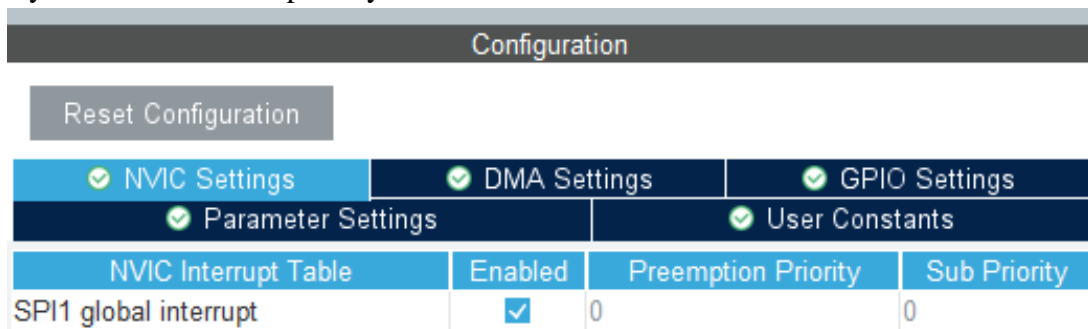 Configuration
Reset Configuration
NVIC Settings DMA Settings GPIO Settings
Parameter Settings User Constants
NVIC Interrupt Table Enabled Preemption Priority Sub Priority
SPI1 global interrupt 0 0